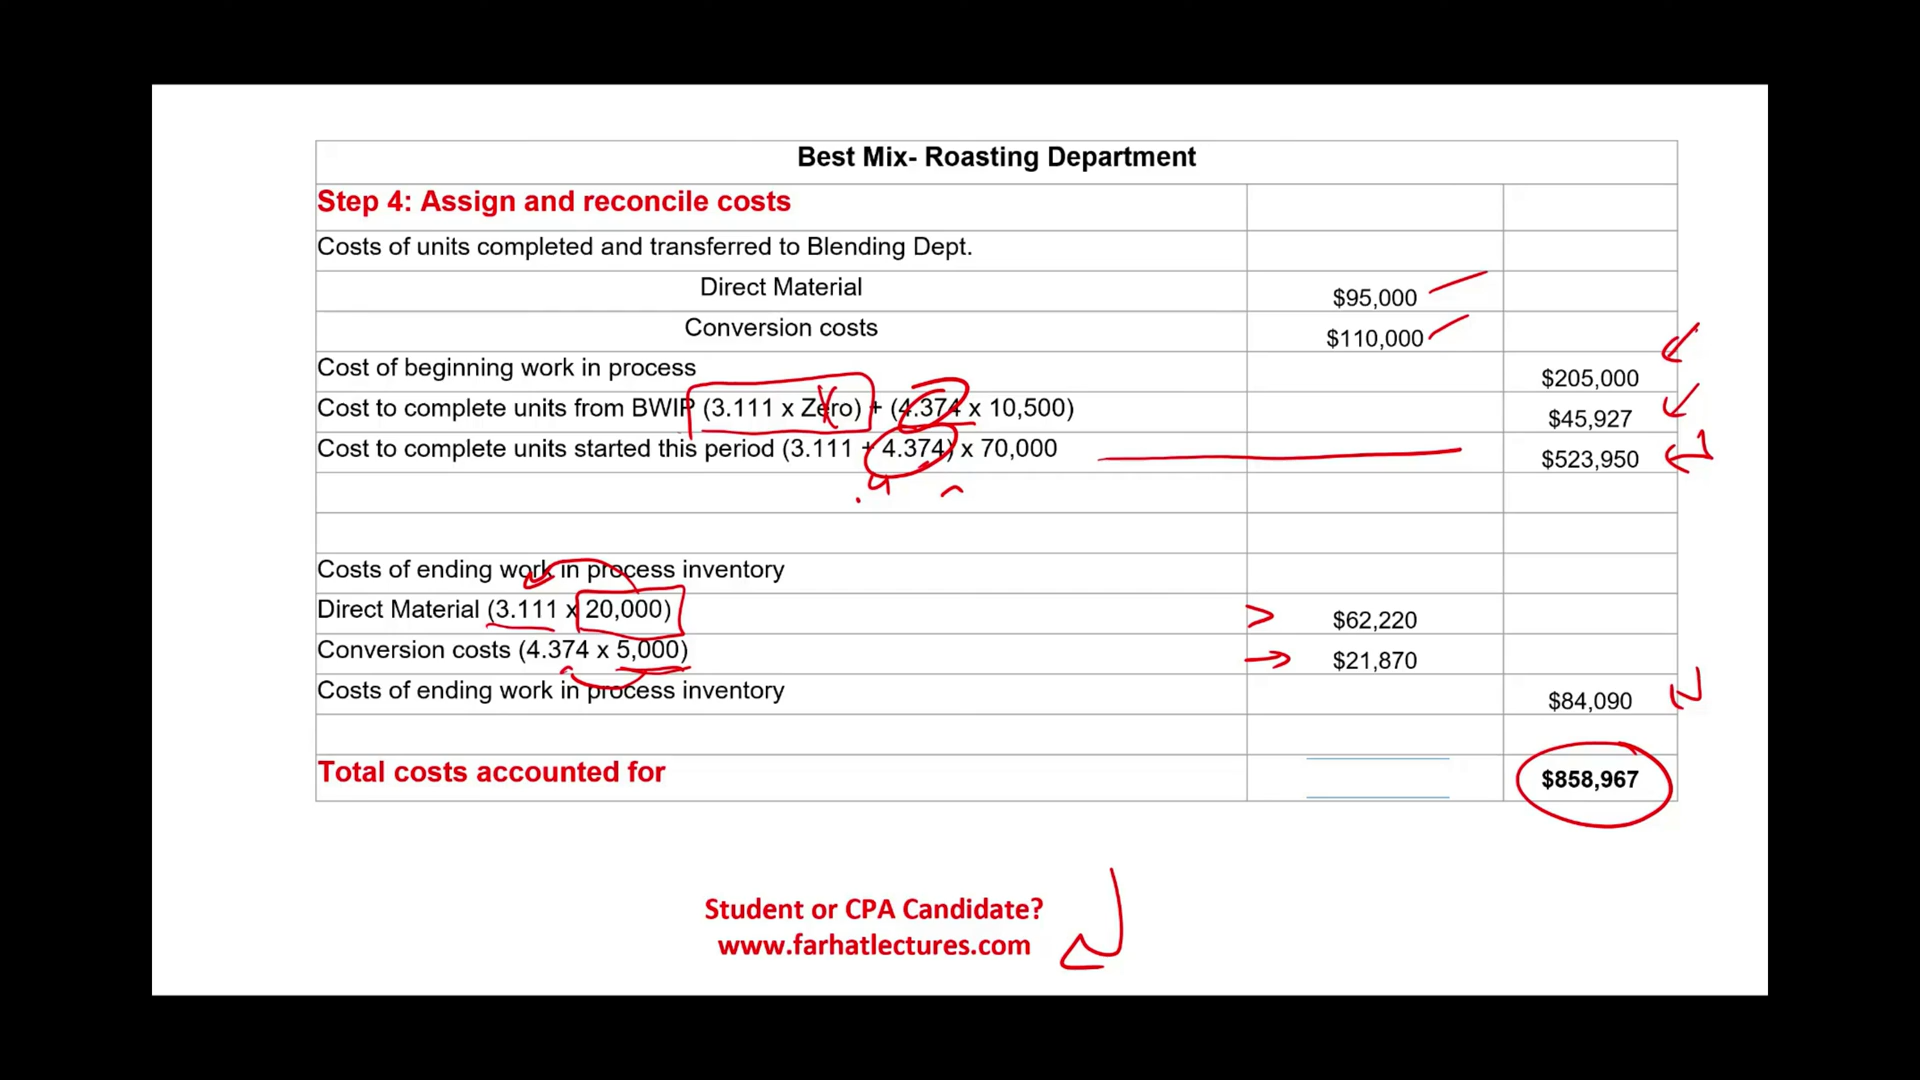 Best Mix- Roasting Department
Step 4: Assign and reconcile costs
Costs of units completed and transferred to Blending Dept.
Direct Material $95,000
Conversion costs $110,000
Cost of beginning work in process $205,000
Cost to complete units from BWIP (3.111 x Zero) + (4.374 x 10,500) $45,927
Cost to complete units started this period (3.111 + 4.374) x 70,000 $523,950
Costs of ending work in process inventory
Direct Material (3.111 x 20,000) $62,220
Conversion costs (4.374 x 5,000) $21,870
Costs of ending work in process inventory $84,090
Total costs accounted for $858,967
Student or CPA Candidate?
www.farhatlectures.com